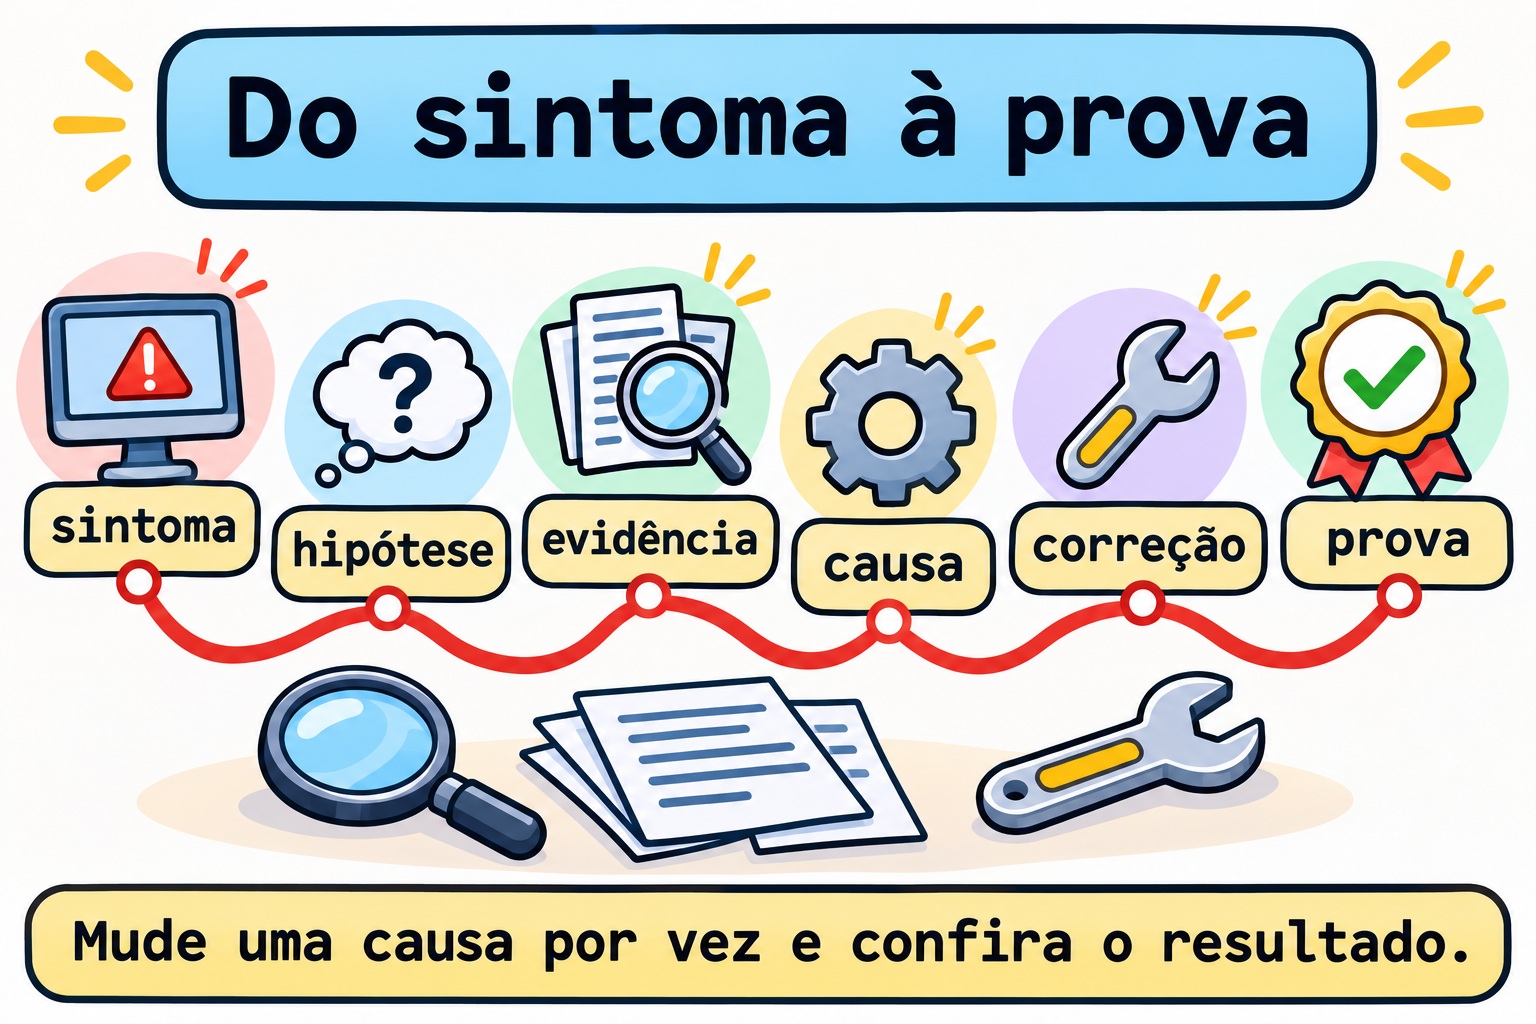 Do sintoma à prova
sintoma
hipótese
evidência
causa
correção
prova
Mude uma causa por vez e confira o resultado.